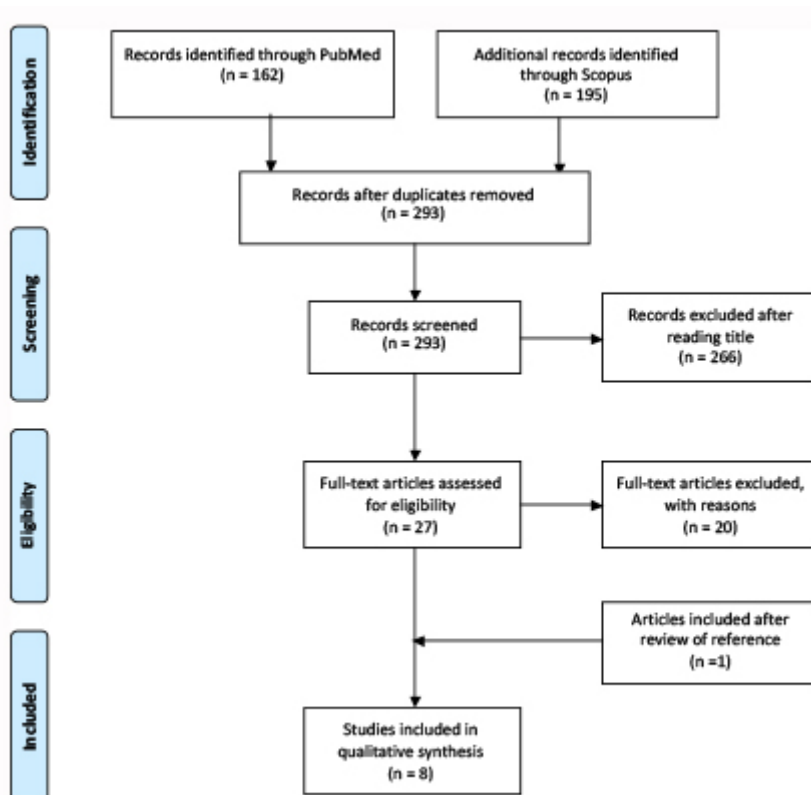 Identification
Records identified through PubMed
(n = 162)
Additional records identified
through Scopus
(n = 195)
Records after duplicates removed
(n = 293)
Screening
Records screened
(n = 293)
Records excluded after
reading title
(n = 266)
Eligibility
Full-text articles assessed
for eligibility
(n = 27)
Full-text articles excluded,
with reasons
(n = 20)
Articles included after
review of reference
(n =1)
Included
Studies included in
qualitative synthesis
(n = 8)